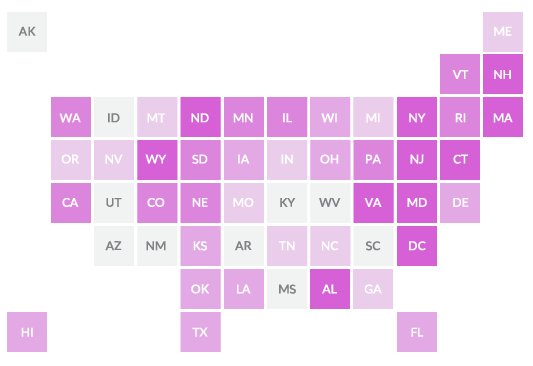 AK ME
VT NH
WA ID MT ND MN IL WI MI NY RI MA
OR NV WY SD IA IN OH PA NJ CT
CA UT CO NE MO KY WV VA MD DE
AZ NM KS AR TN NC SC DC
OK LA MS AL GA
HI TX FL